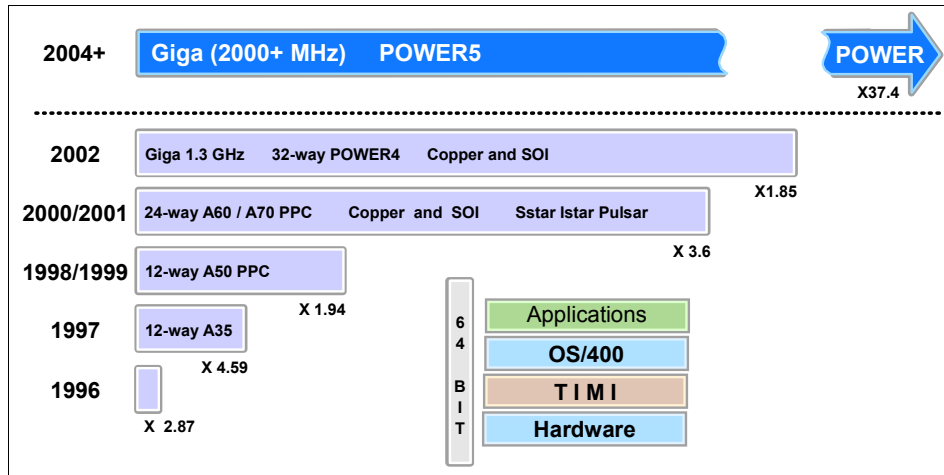 2004+ Giga (2000+ MHz) POWER5 POWER
X37.4
2002 Giga 1.3 GHz 32-way POWER4 Copper and SOI
X1.85
2000/2001 24-way A60 / A70 PPC Copper and SOI Sstar Istar Pulsar
X 3.6
1998/1999 12-way A50 PPC
X 1.94
1997 12-way A35
X 4.59
1996
X 2.87
64 BIT
Applications
OS/400
T I M I
Hardware